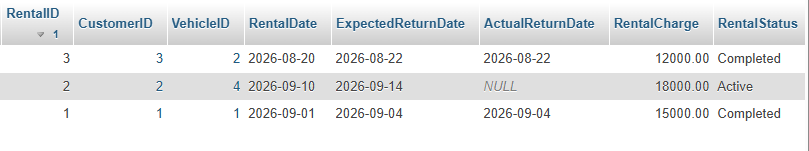 RentalID 1 CustomerID VehicleID RentalDate ExpectedReturnDate ActualReturnDate RentalCharge RentalStatus
3 3 2 2026-08-20 2026-08-22 2026-08-22 12000.00 Completed
2 2 4 2026-09-10 2026-09-14 NULL 18000.00 Active
1 1 1 2026-09-01 2026-09-04 2026-09-04 15000.00 Completed